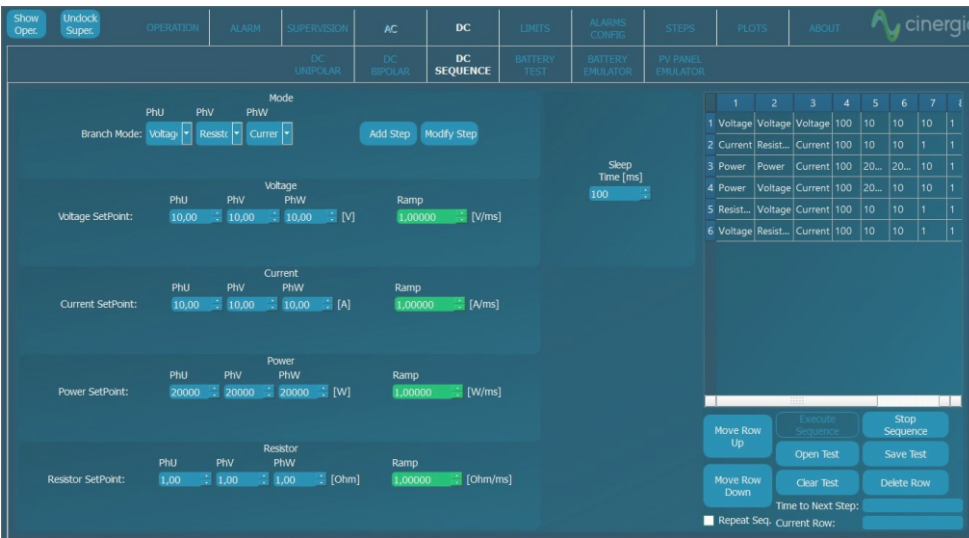 Show Oper.
Undock Super.
OPERATION ALARM SUPERVISION AC DC LIMITS ALARMS CONFIG STEPS PLOTS ABOUT
cinergi
DC UNIPOLAR DC BIPOLAR DC SEQUENCE BATTERY TEST BATTERY EMULATOR PV PANEL EMULATOR
Mode
PhU PhV PhW
Branch Mode: Voltag Resistc Currer Add Step Modify Step
Sleep
Time [ms]
100
Voltage
PhU PhV PhW Ramp
Voltage SetPoint: 10,00 10,00 10,00 [V] 1,00000 [V/ms]
Current
PhU PhV PhW Ramp
Current SetPoint: 10,00 10,00 10,00 [A] 1,00000 [A/ms]
Power
PhU PhV PhW Ramp
Power SetPoint: 20000 20000 20000 [W] 1,00000 [W/ms]
Resistor
PhU PhV PhW Ramp
Resistor SetPoint: 1,00 1,00 1,00 [Ohm] 1,00000 [Ohm/ms]
1 2 3 4 5 6 7
1 Voltage Voltage Voltage 100 10 10 10 1
2 Current Resist... Current 100 10 10 1 1
3 Power Power Current 100 20... 20... 10 1
4 Power Voltage Current 100 20... 10 10 1
5 Resist... Voltage Current 100 10 10 1 1
6 Voltage Resist... Current 100 10 10 1 1
Move Row Up
Execute Sequence
Stop Sequence
Open Test Save Test
Move Row Down
Clear Test Delete Row
Time to Next Step:
Repeat Seq. Current Row: